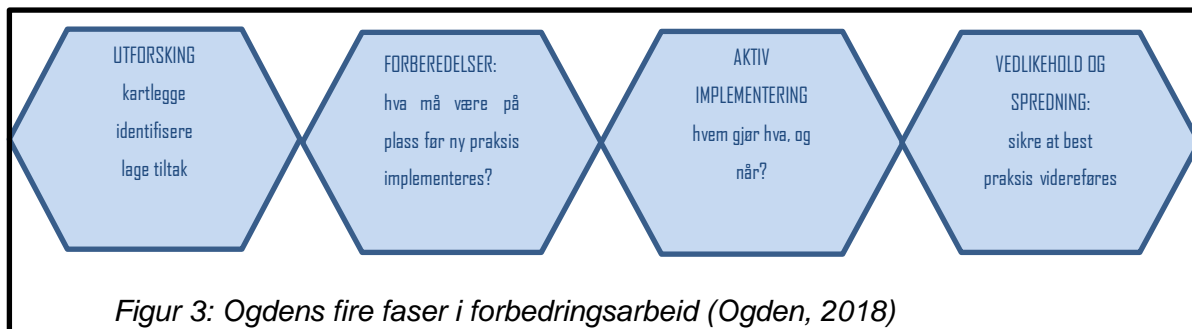 UTFORSKING
kartlegge
identifisere
lage tiltak
FORBEREDELSER:
hva må være på
plass før ny praksis
implementeres?
AKTIV
IMPLEMENTERING
hvem gjør hva, og
når?
VEDLIKEHOLD OG
SPREDNING:
sikre at best
praksis videreføres
Figur 3: Ogdens fire faser i forbedringsarbeid (Ogden, 2018)